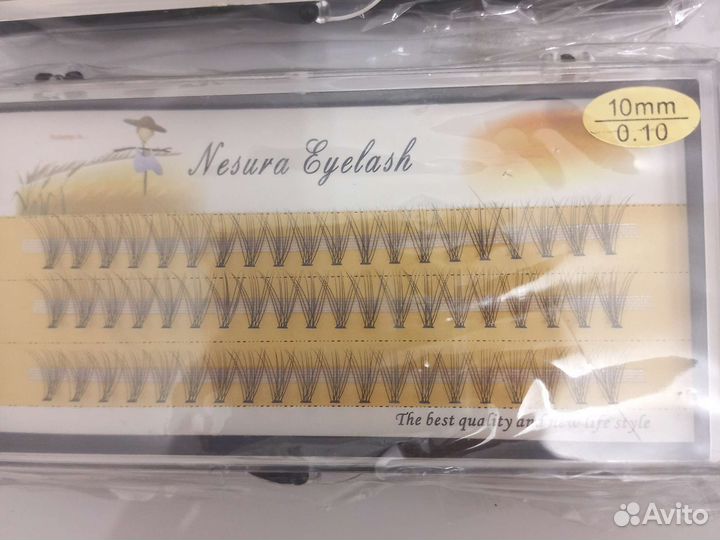 10mm
0.10
Nesura Eyelash
The best quality and new life style
Avito